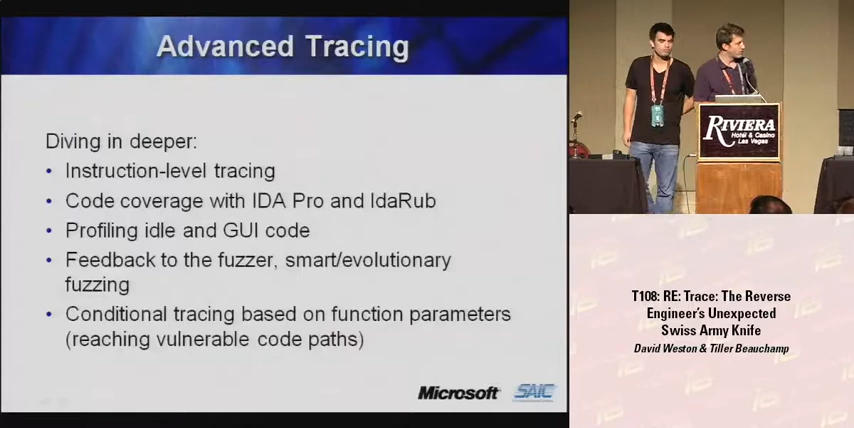 Advanced Tracing
Diving in deeper:
• Instruction-level tracing
• Code coverage with IDA Pro and IdaRub
• Profiling idle and GUI code
• Feedback to the fuzzer, smart/evolutionary
fuzzing
• Conditional tracing based on function parameters
(reaching vulnerable code paths)
Microsoft SAIC
RIVIERA
Hotel & Casino
Las Vegas
T108: RE: Trace: The Reverse
Engineer's Unexpected
Swiss Army Knife
David Weston & Tiller Beauchamp